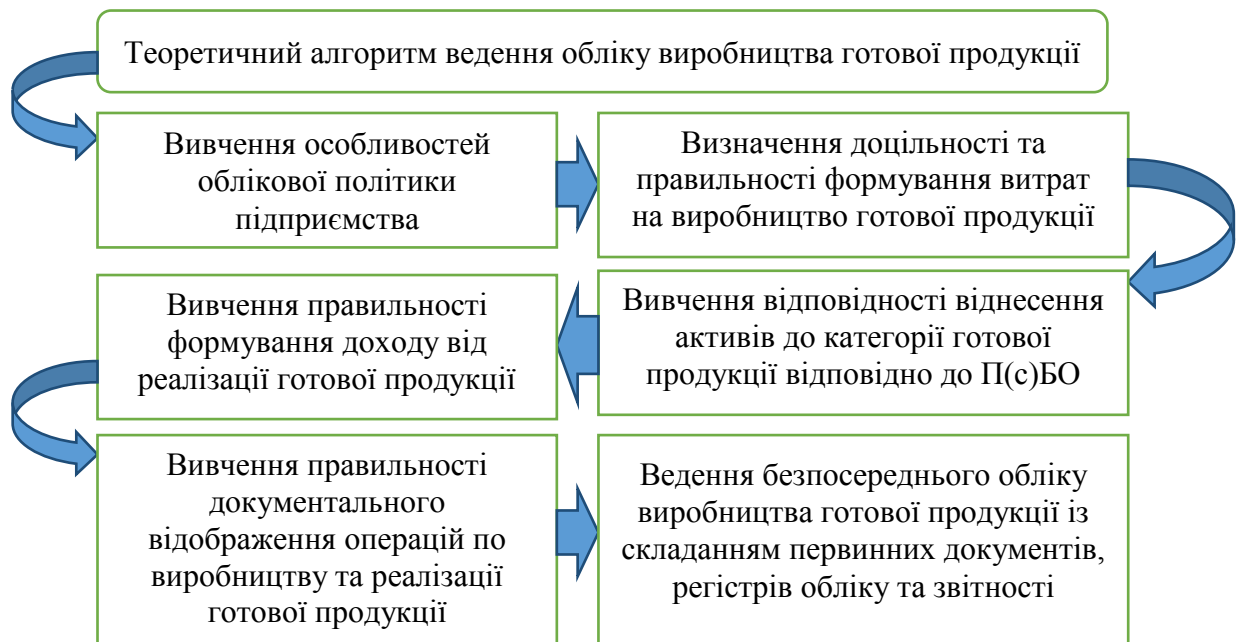 Теоретичний алгоритм ведення обліку виробництва готової продукції
Вивчення особливостей
облікової політики
підприємства
Визначення доцільності та
правильності формування витрат
на виробництво готової продукції
Вивчення відповідності віднесення
активів до категорії готової
продукції відповідно до П(с)БО
Вивчення правильності
формування доходу від
реалізації готової продукції
Вивчення правильності
документального
відображення операцій по
виробництву та реалізації
готової продукції
Ведення безпосереднього обліку
виробництва готової продукції із
складанням первинних документів,
регістрів обліку та звітності